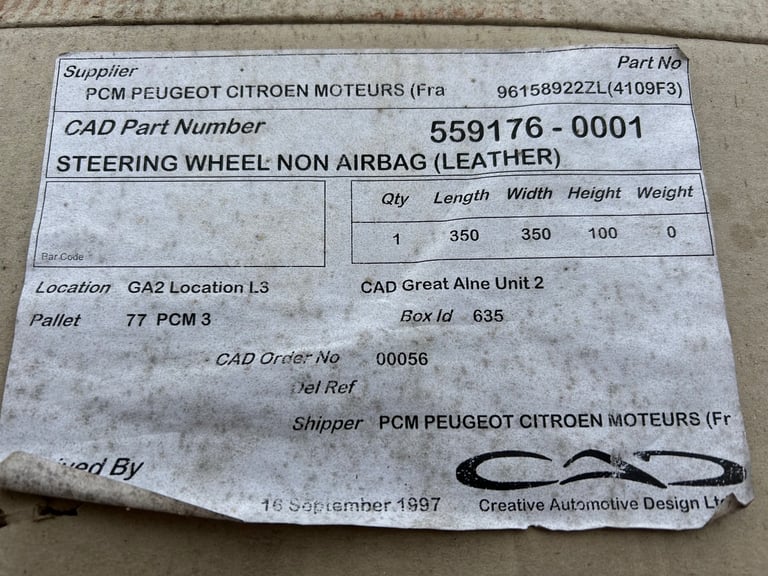 Supplier Part No
PCM PEUGEOT CITROEN MOTEURS (Fra 96158922ZL(4109F3)
CAD Part Number 559176-0001
STEERING WHEEL NON AIRBAG (LEATHER)
Qty Length Width Height Weight
1 350 350 100 0
Bar Code
Location GA2 Location L3 CAD Great Alne Unit 2
Pallet 77 PCM 3 Box Id 635
CAD Order No 00056
Del Ref
Shipper PCM PEUGEOT CITROEN MOTEURS (Fr
By
CAD
16 September 1997 Creative Automotive Design Ltd